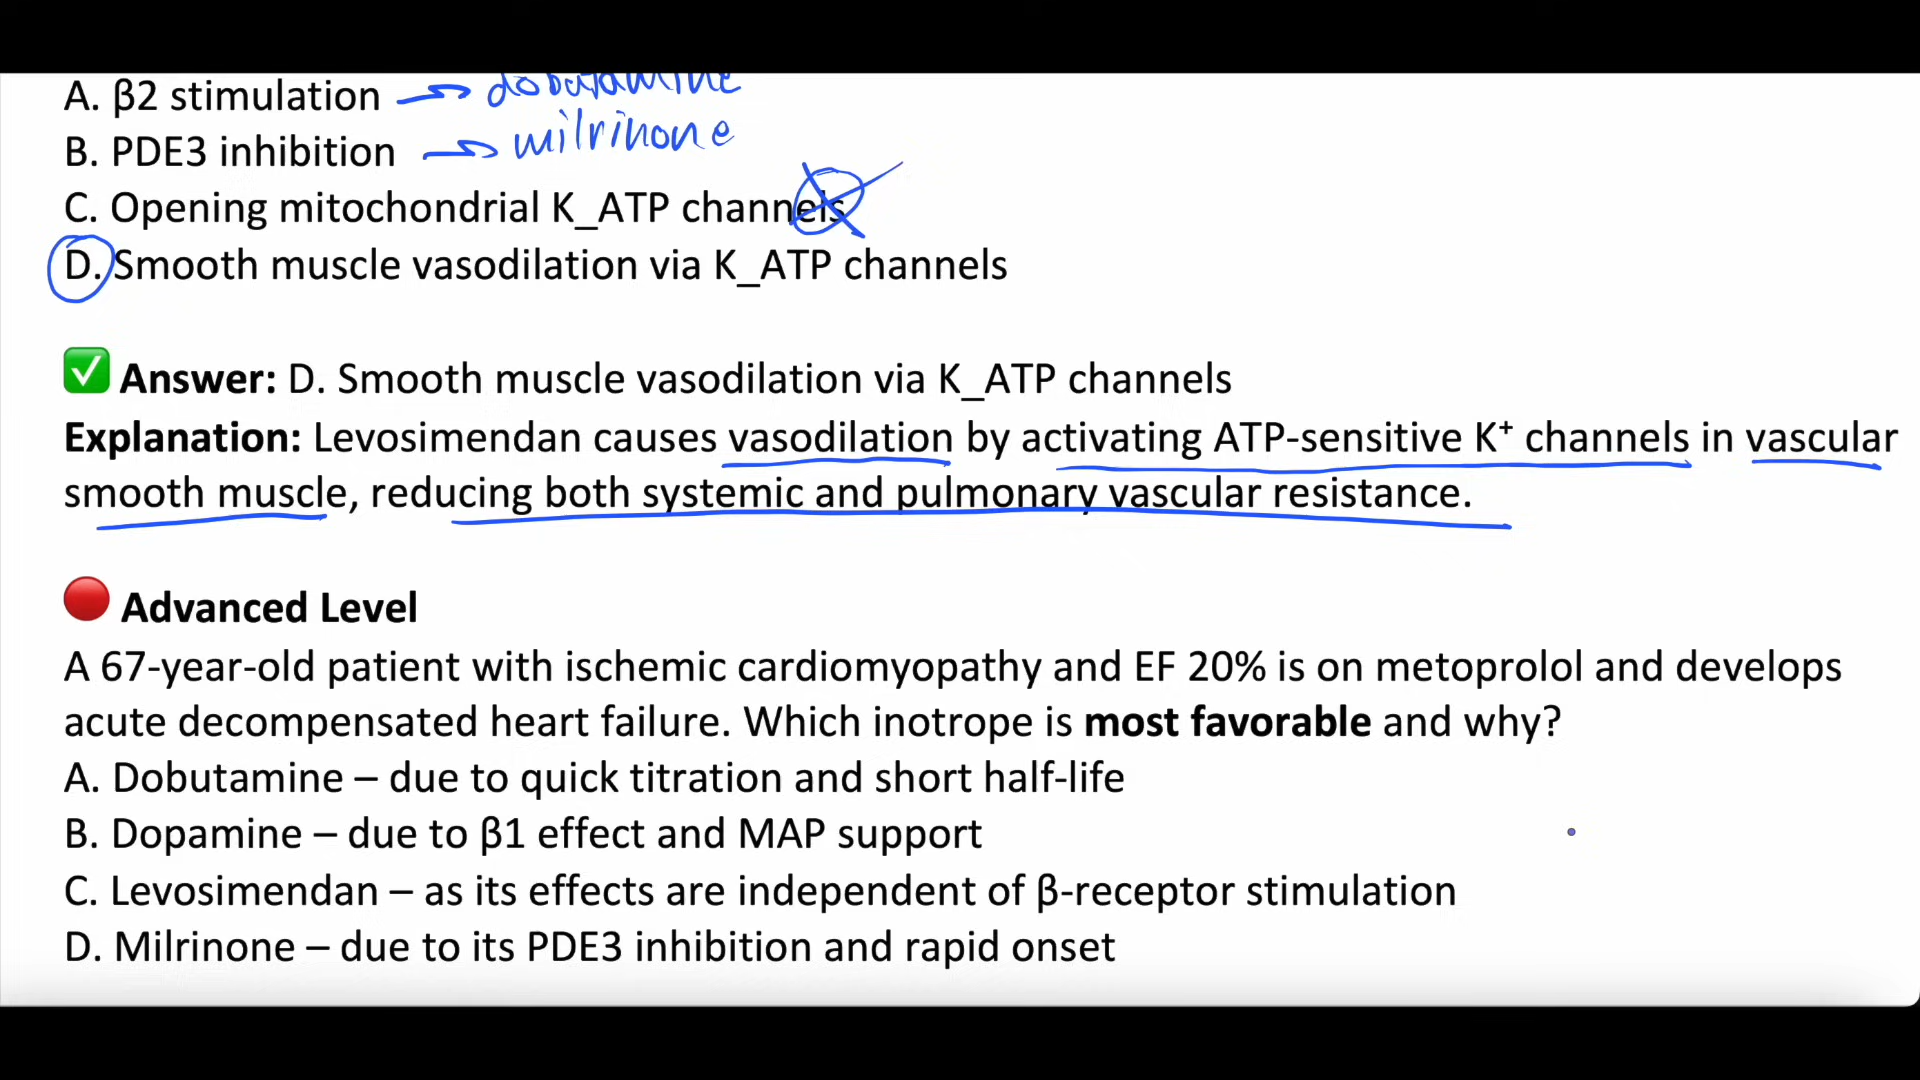 A. β2 stimulation → dobutamine
B. PDE3 inhibition → milrinone
C. Opening mitochondrial K_ATP channels
D. Smooth muscle vasodilation via K_ATP channels
✅ Answer: D. Smooth muscle vasodilation via K_ATP channels
Explanation: Levosimendan causes vasodilation by activating ATP-sensitive K⁺ channels in vascular
smooth muscle, reducing both systemic and pulmonary vascular resistance.
🔴 Advanced Level
A 67-year-old patient with ischemic cardiomyopathy and EF 20% is on metoprolol and develops
acute decompensated heart failure. Which inotrope is most favorable and why?
A. Dobutamine – due to quick titration and short half-life
B. Dopamine – due to β1 effect and MAP support
C. Levosimendan – as its effects are independent of β-receptor stimulation
D. Milrinone – due to its PDE3 inhibition and rapid onset